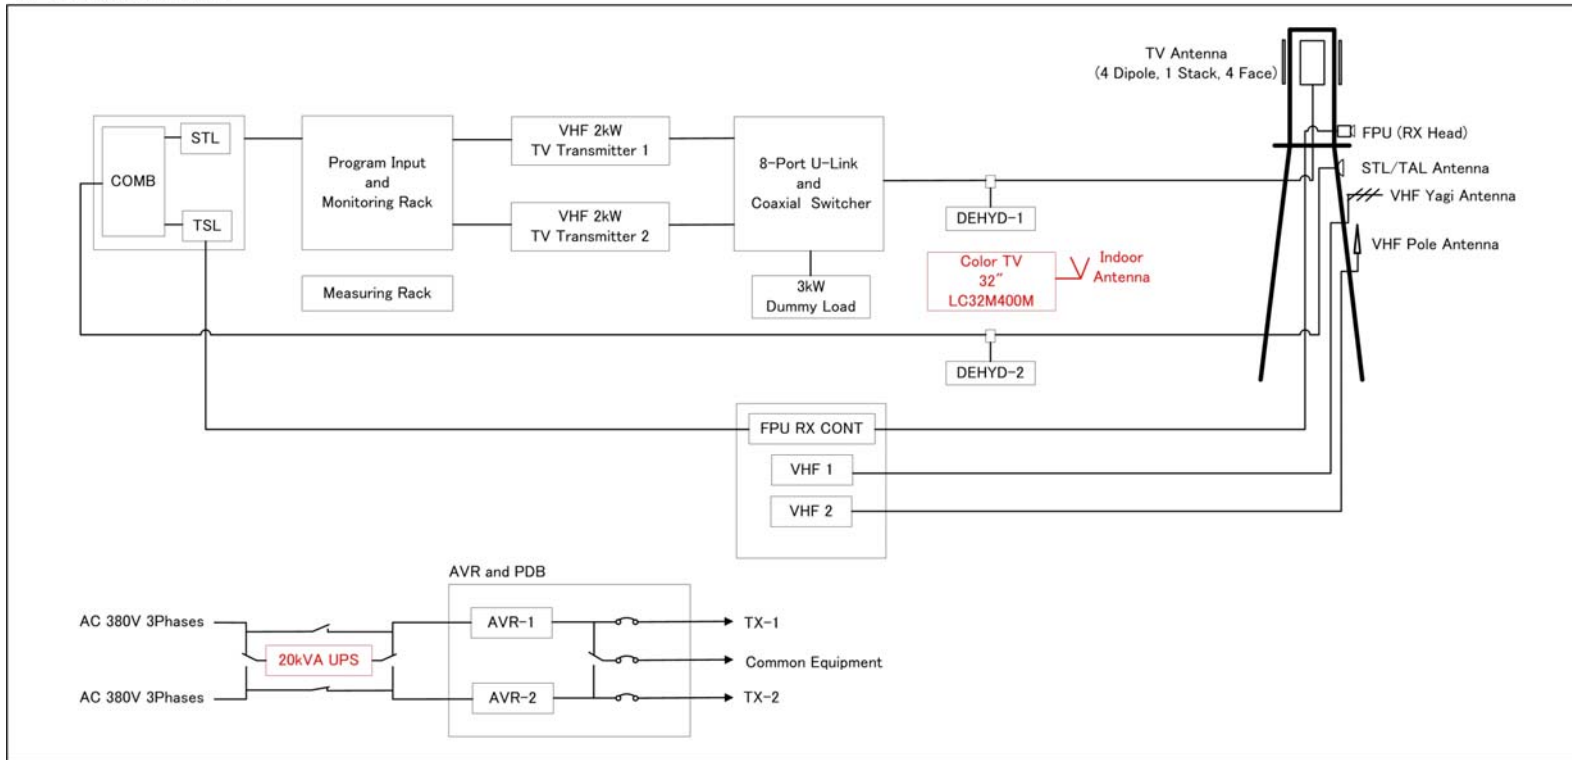 TV Antenna
(4 Dipole, 1 Stack, 4 Face)
STL
COMB
TSL
Program Input
and
Monitoring Rack
VHF 2kW
TV Transmitter 1
VHF 2kW
TV Transmitter 2
8-Port U-Link
and
Coaxial Switcher
FPU (RX Head)
STL/TAL Antenna
VHF Yagi Antenna
VHF Pole Antenna
DEHYD-1
Measuring Rack
3kW
Dummy Load
Color TV
32″
LC32M400M
Indoor
Antenna
DEHYD-2
FPU RX CONT
VHF 1
VHF 2
AVR and PDB
AC 380V 3Phases
AVR-1
TX-1
20kVA UPS
Common Equipment
AC 380V 3Phases
AVR-2
TX-2